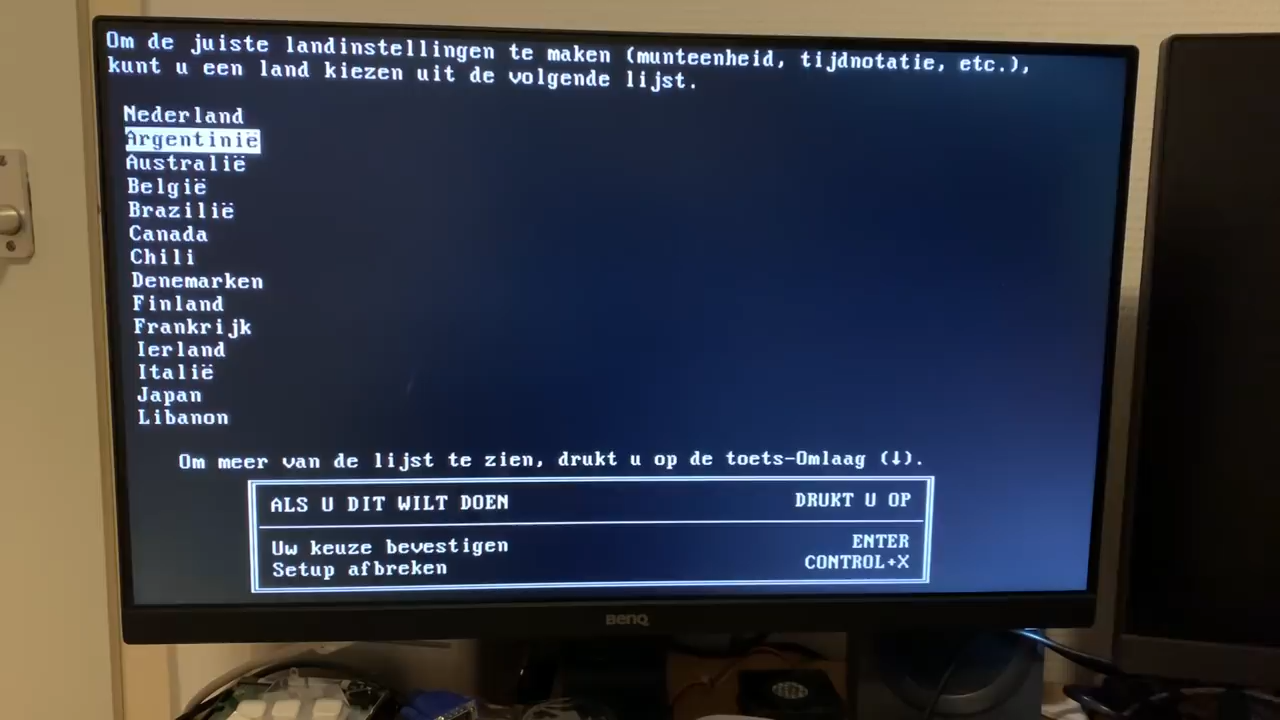 Om de juiste landinstellingen te maken (munteenheid, tijdnotatie, etc.),
kunt u een land kiezen uit de volgende lijst.
Nederland
Argentinië
Australië
België
Brazilië
Canada
Chili
Denemarken
Finland
Frankrijk
Ierland
Italië
Japan
Libanon
Om meer van de lijst te zien, drukt u op de toets-Omlaag (↓).
ALS U DIT WILT DOEN DRUKT U OP
Uw keuze bevestigen ENTER
Setup afbreken CONTROL+X
BenQ